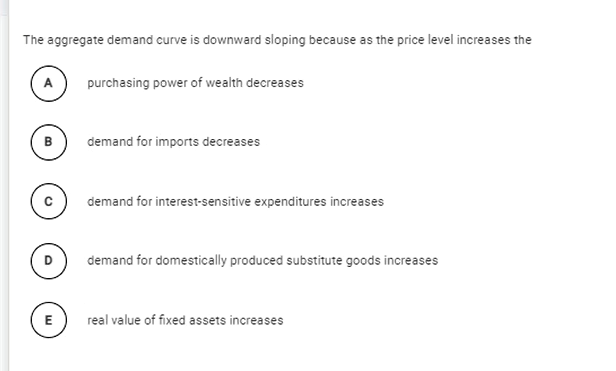 The aggregate demand curve is downward sloping because as the price level increases the
A purchasing power of wealth decreases
B demand for imports decreases
C demand for interest-sensitive expenditures increases
D demand for domestically produced substitute goods increases
E real value of fixed assets increases